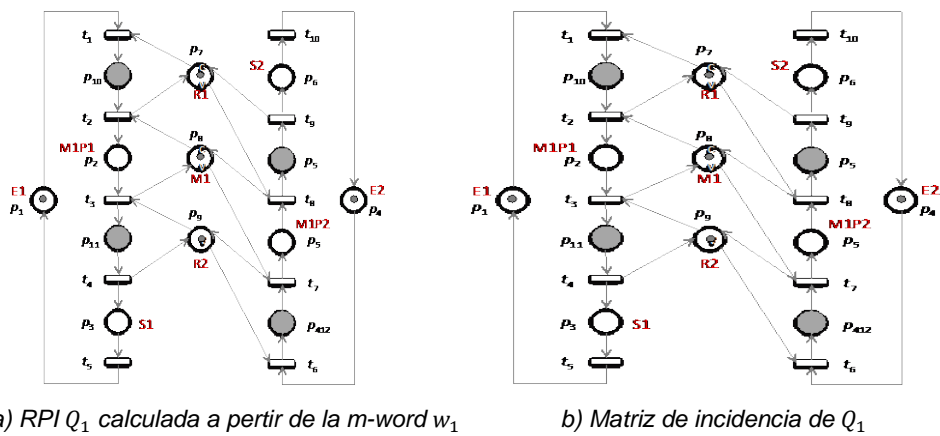 t1
t10
p7
S2
p10
p6
R1
t2
t9
M1P1
p8
p2
p5
M1
E1
E2
p1
t3
p9
t8
p4
M1P2
p11
p5
R2
t4
t7
p3
S1
p412
t5
t6
t1
t10
p7
S2
p10
p6
R1
t2
t9
M1P1
p8
p2
p5
M1
E1
E2
p1
t3
p9
t8
p4
M1P2
p11
p5
R2
t4
t7
p3
S1
p412
t5
t6
a) RPI Q1 calculada a pertir de la m-word w1
b) Matriz de incidencia de Q1